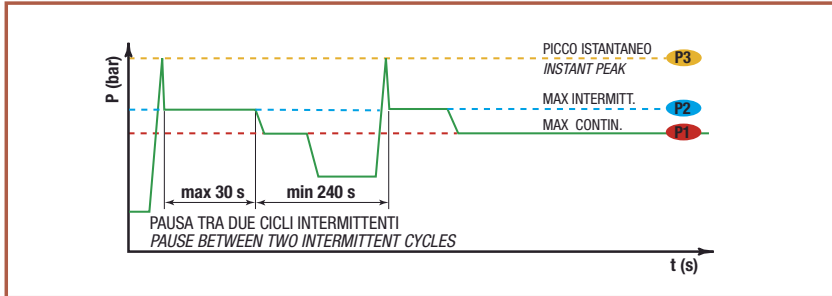 P (bar)
PICCO ISTANTANEO
INSTANT PEAK
P3
MAX INTERMITT.
P2
MAX CONTIN.
P1
max 30 s
min 240 s
PAUSA TRA DUE CICLI INTERMITTENTI
PAUSE BETWEEN TWO INTERMITTENT CYCLES
t (s)